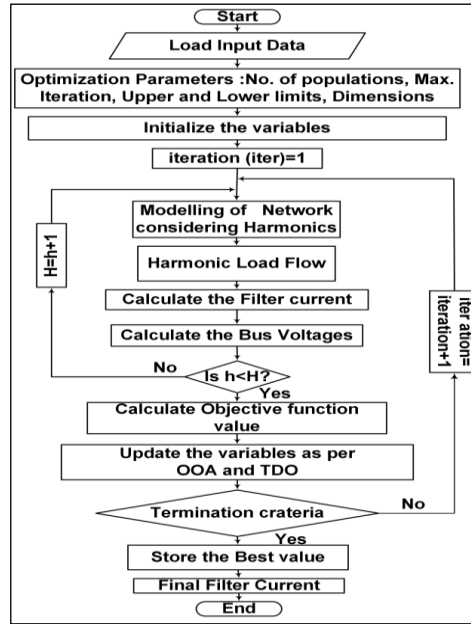 Start
Load Input Data
Optimization Parameters :No. of populations, Max.
Iteration, Upper and Lower limits, Dimensions
Initialize the variables
iteration (iter)=1
Modelling of Network
considering Harmonics
H=h+1
Harmonic Load Flow
Calculate the Filter current
iter ation=
iteration+1
Calculate the Bus Voltages
No
Is h<H?
Yes
Calculate Objective function
value
Update the variables as per
OOA and TDO
No
Termination crateria
Yes
Store the Best value
Final Filter Current
End